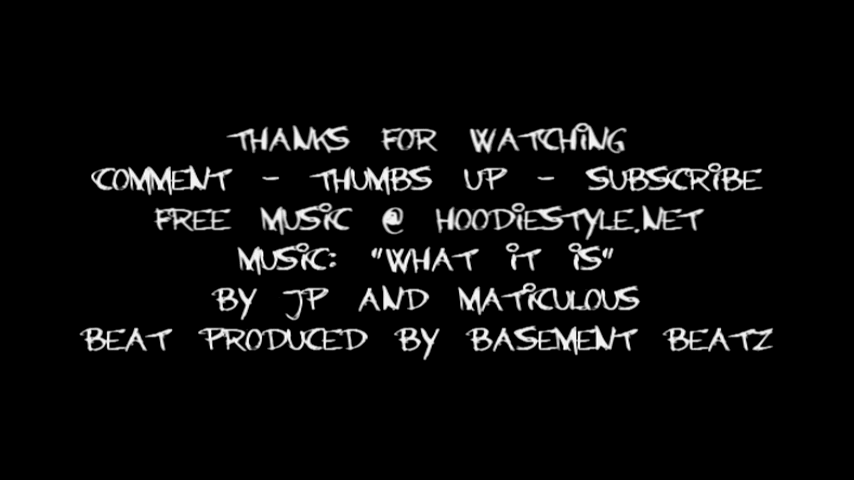 THANKS FOR WATCHING
COMMENT - THUMBS UP - SUBSCRiBE
FREE MUSiC @ HOODiESTYLE.NET
MUSiC: "WHAT iT iS"
BY JP AND MATiCULOUS
BEAT PRODUCED BY BASEMENT BEATZ